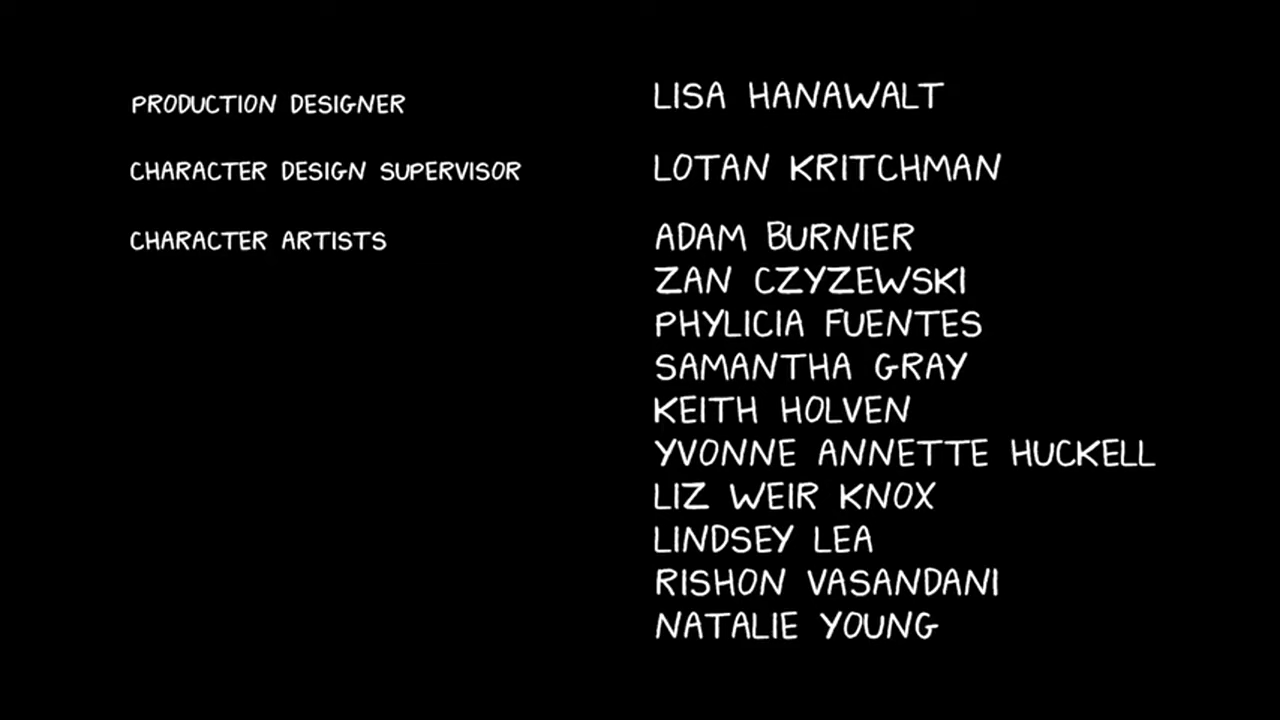 PRODUCTION DESIGNER LISA HANAWALT
CHARACTER DESIGN SUPERVISOR LOTAN KRITCHMAN
CHARACTER ARTISTS ADAM BURNIER
ZAN CZYZEWSKI
PHYLICIA FUENTES
SAMANTHA GRAY
KEITH HOLVEN
YVONNE ANNETTE HUCKELL
LIZ WEIR KNOX
LINDSEY LEA
RISHON VASANDANI
NATALIE YOUNG